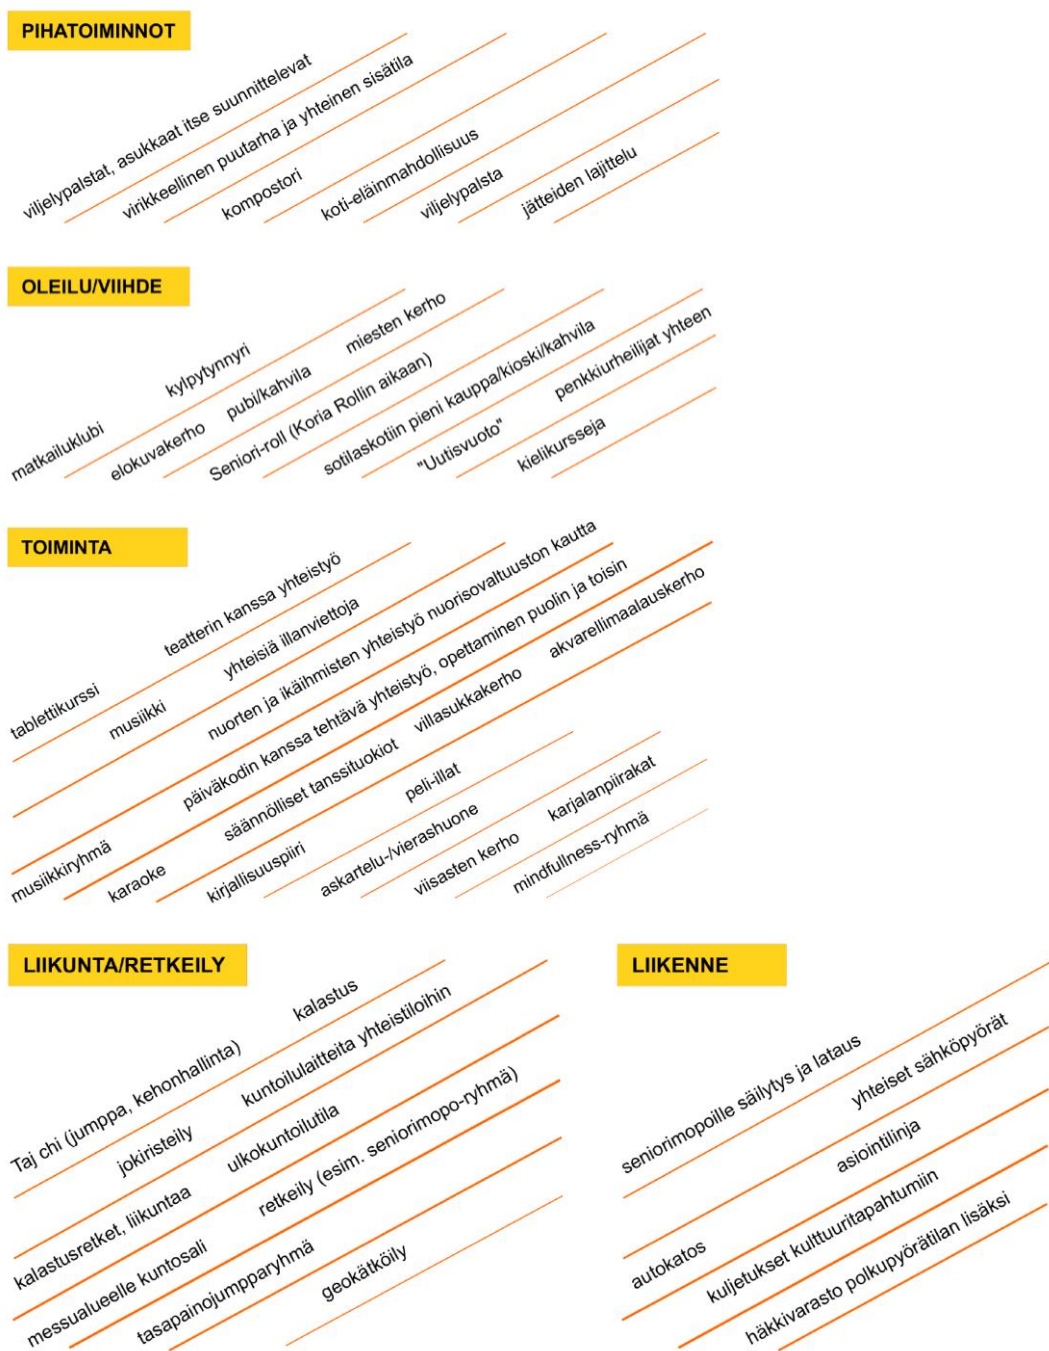 PIHATOIMINNOT
viljelypalstat, asukkaat itse suunnittelevat
virikkeellinen puutarha ja yhteinen sisätila
kompostori
koti-eläinmahdollisuus
viljelypalsta
jätteiden lajittelu
OLEILU/VIIHDE
matkailuklubi
kylpytynnyri
elokuvakerho
pubi/kahvila
miesten kerho
Seniori-roll (Koria Rollin aikaan)
sotilaskotiin pieni kauppa/kioski/kahvila
"Uutisvuoto"
penkkiurheilijat yhteen
kielikursseja
TOIMINTA
tablettikurssi
teatterin kanssa yhteistyö
musiikki
yhteisiä illanviettoja
nuorten ja ikäihmisten yhteistyö nuorisovaltuuston kautta
musiikkiryhmä
päiväkodin kanssa tehtävä yhteistyö, opettaminen puolin ja toisin
karaoke
säännölliset tanssituokiot
villasukkakerho
akvarellimaalauskerho
kirjallisuuspiiri
peli-illat
askartelu-/vierashuone
viisasten kerho
karjalanpiirakat
mindfullness-ryhmä
LIIKUNTA/RETKEILY
Taj chi (jumppa, kehonhallinta)
kalastus
jokiristeily
kuntoilulaitteita yhteistiloihin
kalastusretket, liikuntaa
ulkokuntoilutila
messualueelle kuntosali
retkeily (esim. seniorimopo-ryhmä)
tasapainojumpparyhmä
geokätköily
LIIKENNE
seniorimopoille säilytys ja lataus
yhteiset sähköpyörät
autokatos
asiointilinja
kuljetukset kulttuuritapahtumiin
häkkivarasto polkupyörätilan lisäksi